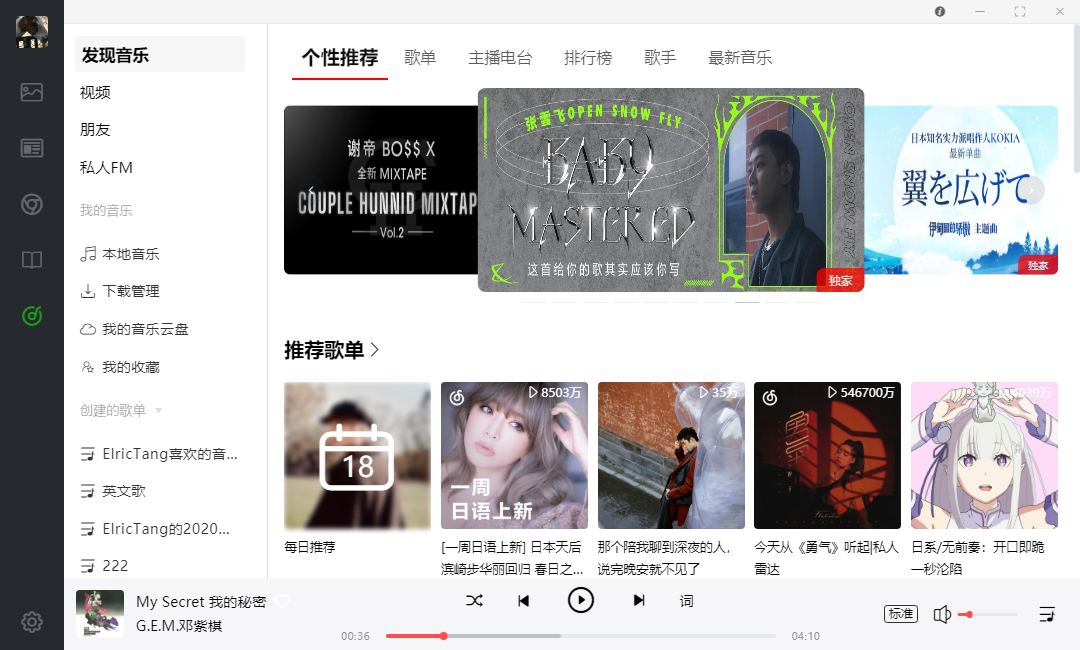 发现音乐
视频
朋友
私人FM
我的音乐
本地音乐
下载管理
我的音乐云盘
我的收藏
创建的歌单
ElricTang喜欢的音...
英文歌
ElricTang的2020...
222
个性推荐 歌单 主播电台 排行榜 歌手 最新音乐
谢帝 BO$$ X
全新 MIXTAPE
COUPLE HUNNID MIXTAP
Vol.2
张雪飞OPEN SNOW FLY
BABY
MASTERED
这首给你的歌其实应该你写
OPEN SNOW FLY
独家
日本知名实力派唱作人KOKIA
最新单曲
翼を広げて
主题曲
独家
推荐歌单
18
每日推荐
8503万
一周
日语上新
[一周日语上新] 日本天后
滨崎步华丽回归 春日之...
35万
那个陪我聊到深夜的人，
说完晚安就不见了
546700万
今天从《勇气》听起|私人
雷达
日系/无前奏：开口即跪
一秒沦陷
My Secret 我的秘密
G.E.M.邓紫棋
词
00:36
04:10
标准